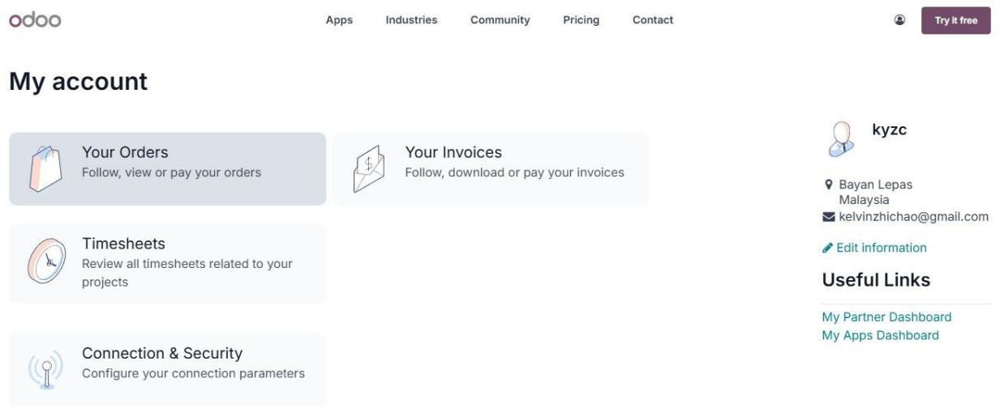 odoo
Apps Industries Community Pricing Contact
Try it free
My account
Your Orders
Follow, view or pay your orders
Your Invoices
Follow, download or pay your invoices
Timesheets
Review all timesheets related to your
projects
Connection & Security
Configure your connection parameters
kyzc
Bayan Lepas
Malaysia
kelvinzhichao@gmail.com
Edit information
Useful Links
My Partner Dashboard
My Apps Dashboard